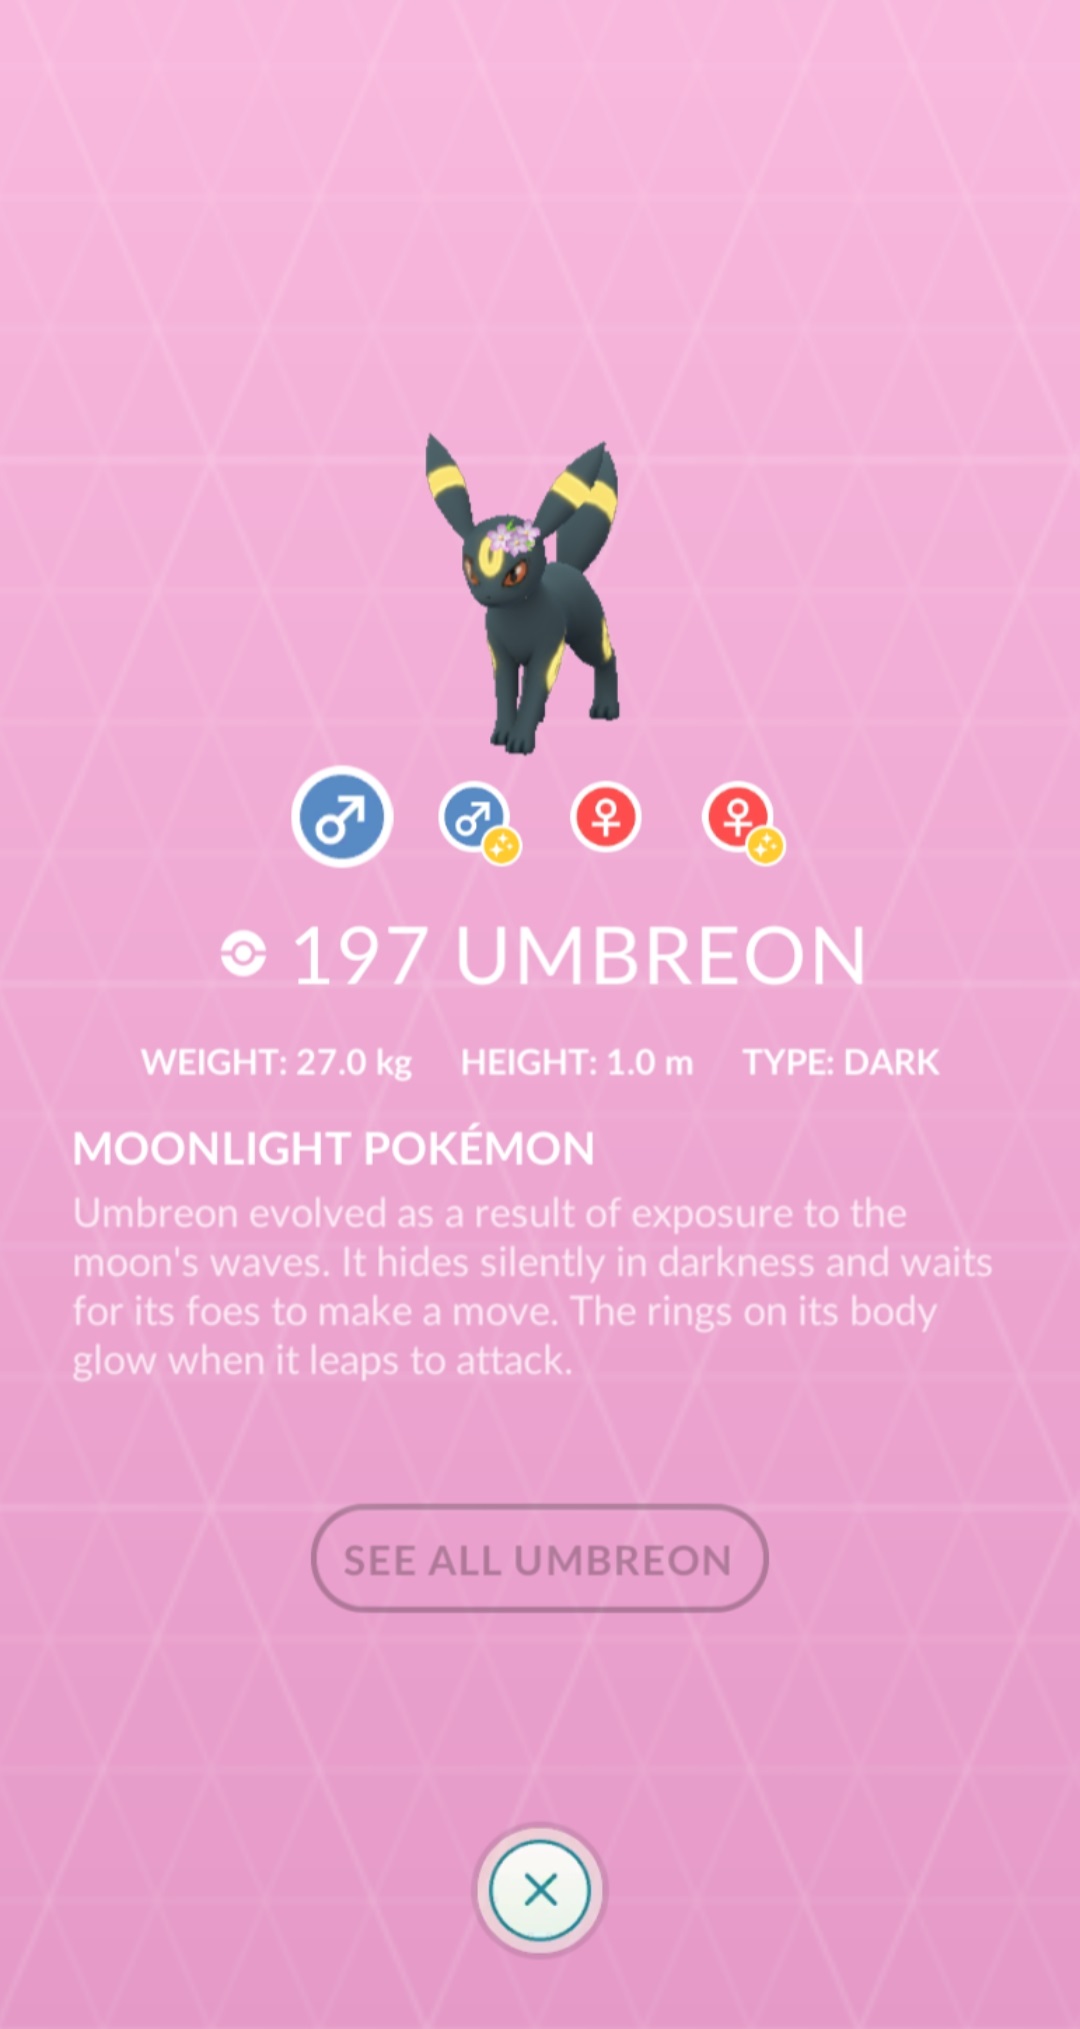 197 UMBREON
WEIGHT: 27.0 kg HEIGHT: 1.0 m TYPE: DARK
MOONLIGHT POKÉMON
Umbreon evolved as a result of exposure to the
moon's waves. It hides silently in darkness and waits
for its foes to make a move. The rings on its body
glow when it leaps to attack.
SEE ALL UMBREON